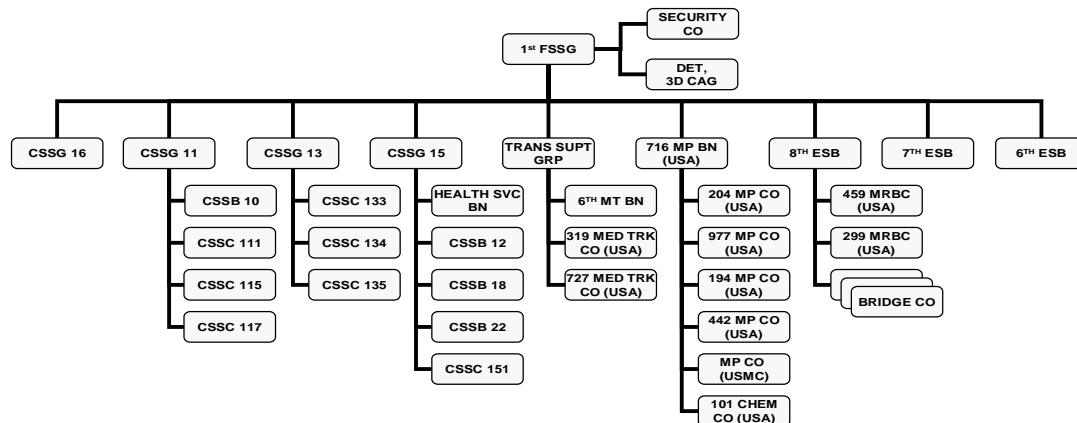 SECURITY
CO
1st FSSG
DET,
3D CAG
CSSG 16
CSSG 11
CSSG 13
CSSG 15
TRANS SUPT
GRP
716 MP BN
(USA)
8TH ESB
7TH ESB
6TH ESB
CSSB 10
CSSC 111
CSSC 115
CSSC 117
CSSC 133
CSSC 134
CSSC 135
HEALTH SVC
BN
CSSB 12
CSSB 18
CSSB 22
CSSC 151
6TH MT BN
319 MED TRK
CO (USA)
727 MED TRK
CO (USA)
204 MP CO
(USA)
977 MP CO
(USA)
194 MP CO
(USA)
442 MP CO
(USA)
MP CO
(USMC)
101 CHEM
CO (USA)
459 MRBC
(USA)
299 MRBC
(USA)
BRIDGE CO